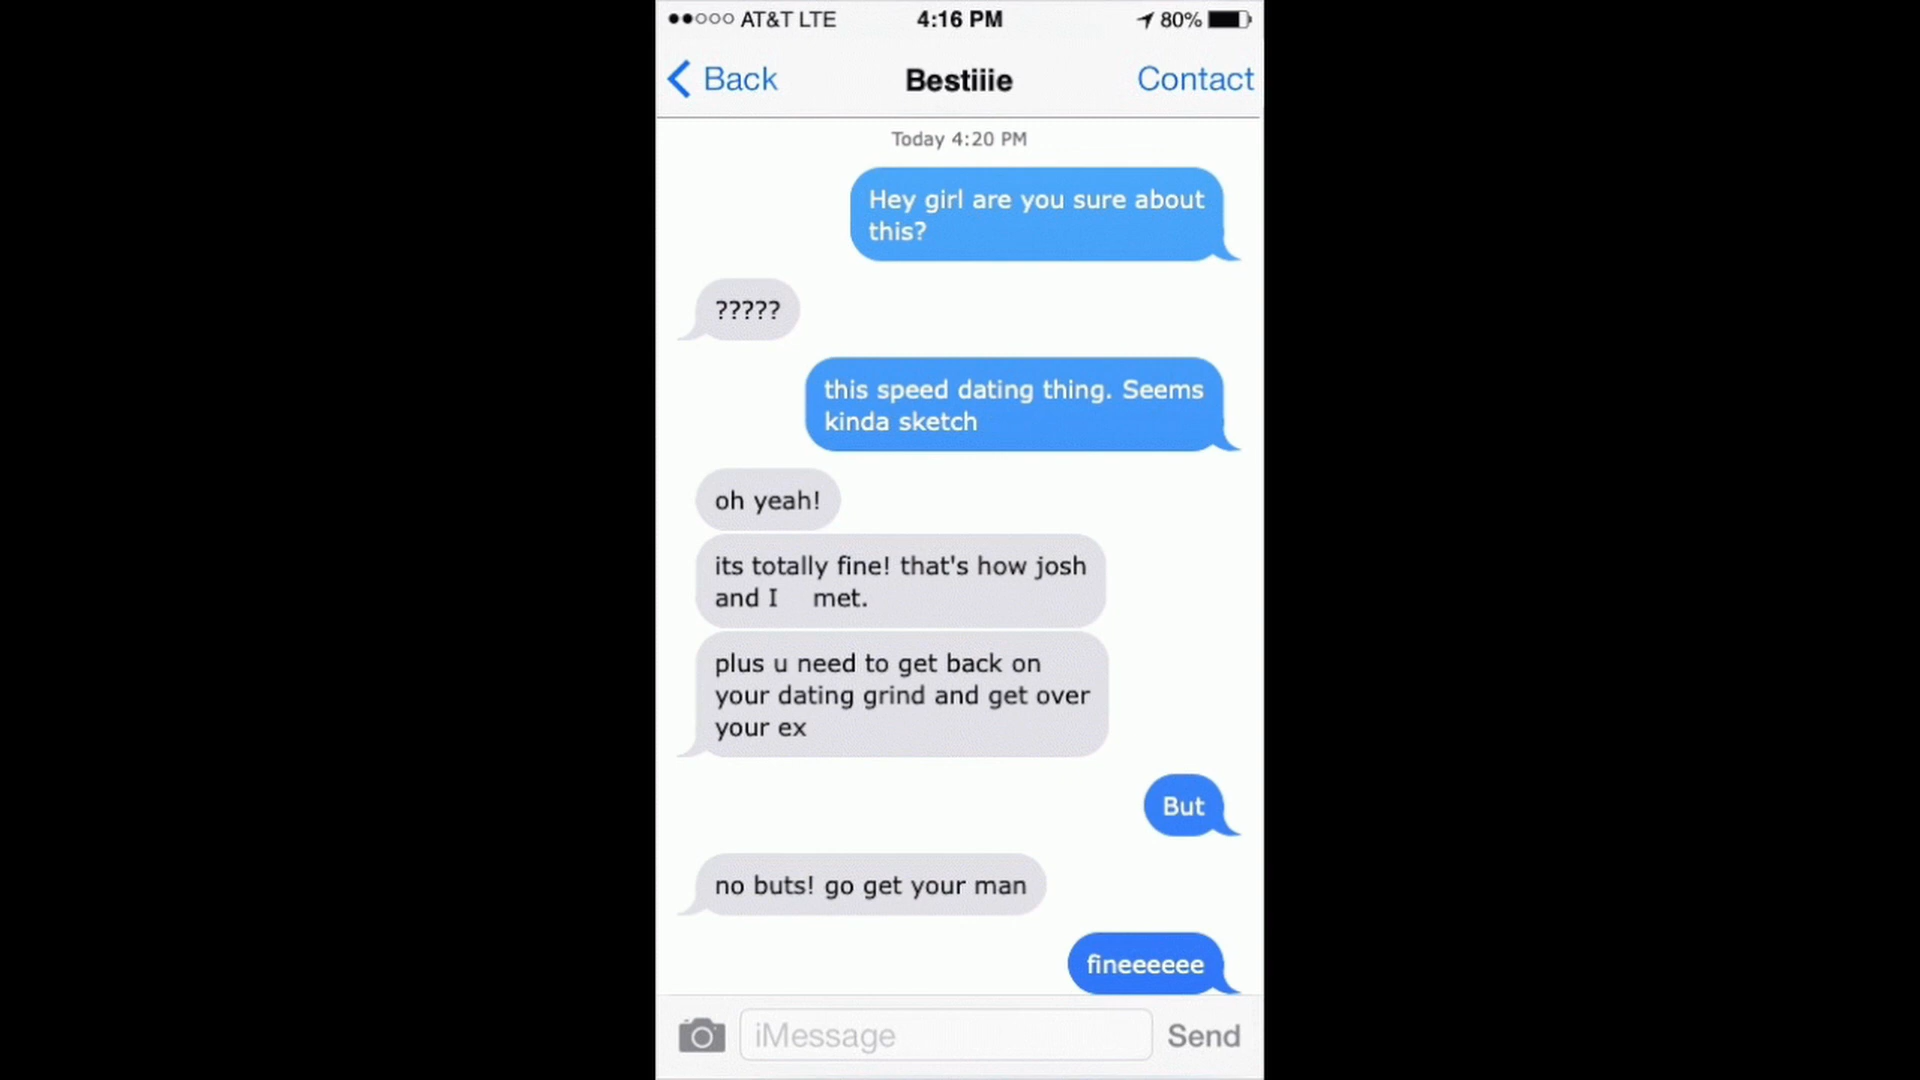 AT&T LTE 4:16 PM 80%
Back Bestiiie Contact
Today 4:20 PM
Hey girl are you sure about
this?
?????
this speed dating thing. Seems
kinda sketch
oh yeah!
its totally fine! that's how josh
and I met.
plus u need to get back on
your dating grind and get over
your ex
But
no buts! go get your man
fineeeeee
iMessage Send